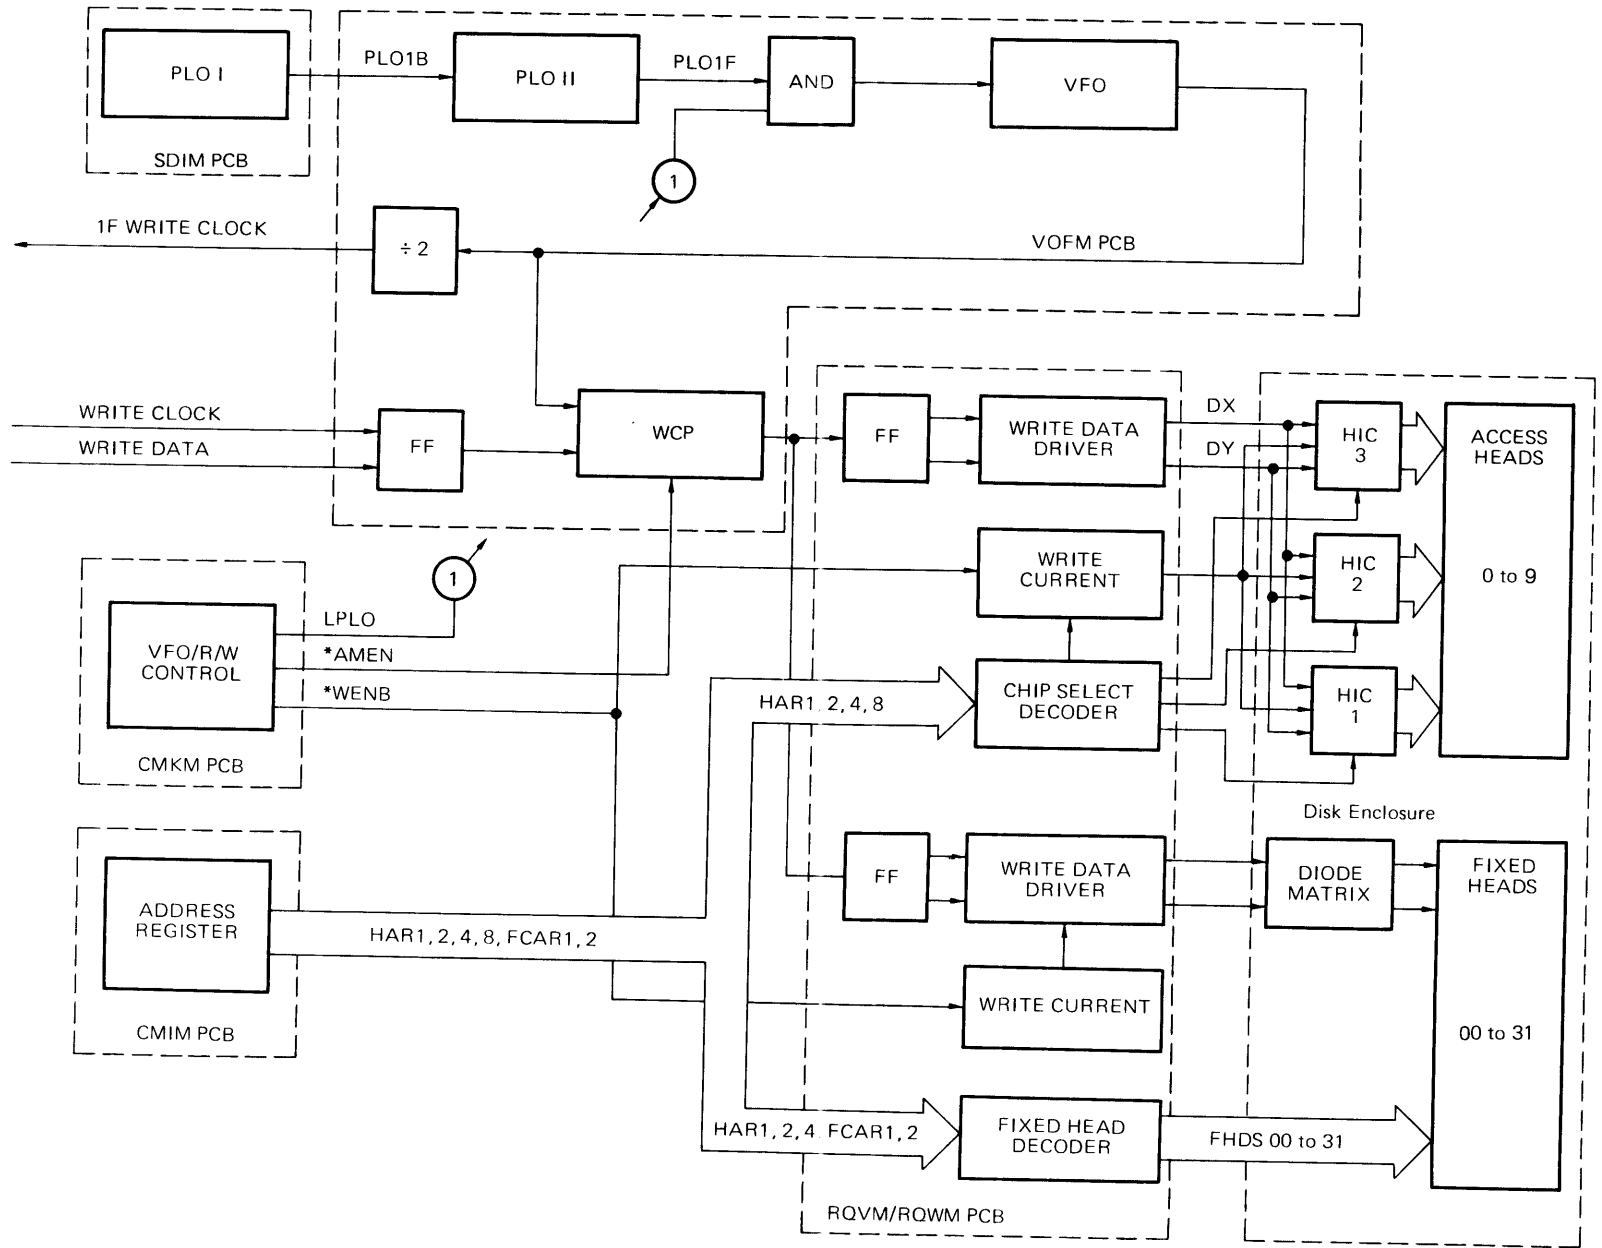 PLO I
SDIM PCB
PLO1B
PLO II
PLO1F
AND
VFO
1
1F WRITE CLOCK
÷ 2
VOFM PCB
WRITE CLOCK
WRITE DATA
FF
WCP
FF
WRITE DATA
DRIVER
DX
DY
HIC
3
ACCESS
HEADS
0 to 9
1
WRITE
CURRENT
HIC
2
VFO/R/W
CONTROL
LPLO
*AMEN
*WENB
CMKM PCB
HAR1, 2, 4, 8
CHIP SELECT
DECODER
HIC
1
Disk Enclosure
ADDRESS
REGISTER
HAR1, 2, 4, 8, FCAR1, 2
CMIM PCB
FF
WRITE DATA
DRIVER
DIODE
MATRIX
FIXED
HEADS
00 to 31
WRITE CURRENT
HAR1, 2, 4, FCAR1, 2
FIXED HEAD
DECODER
FHDS 00 to 31
RQVM/RQWM PCB